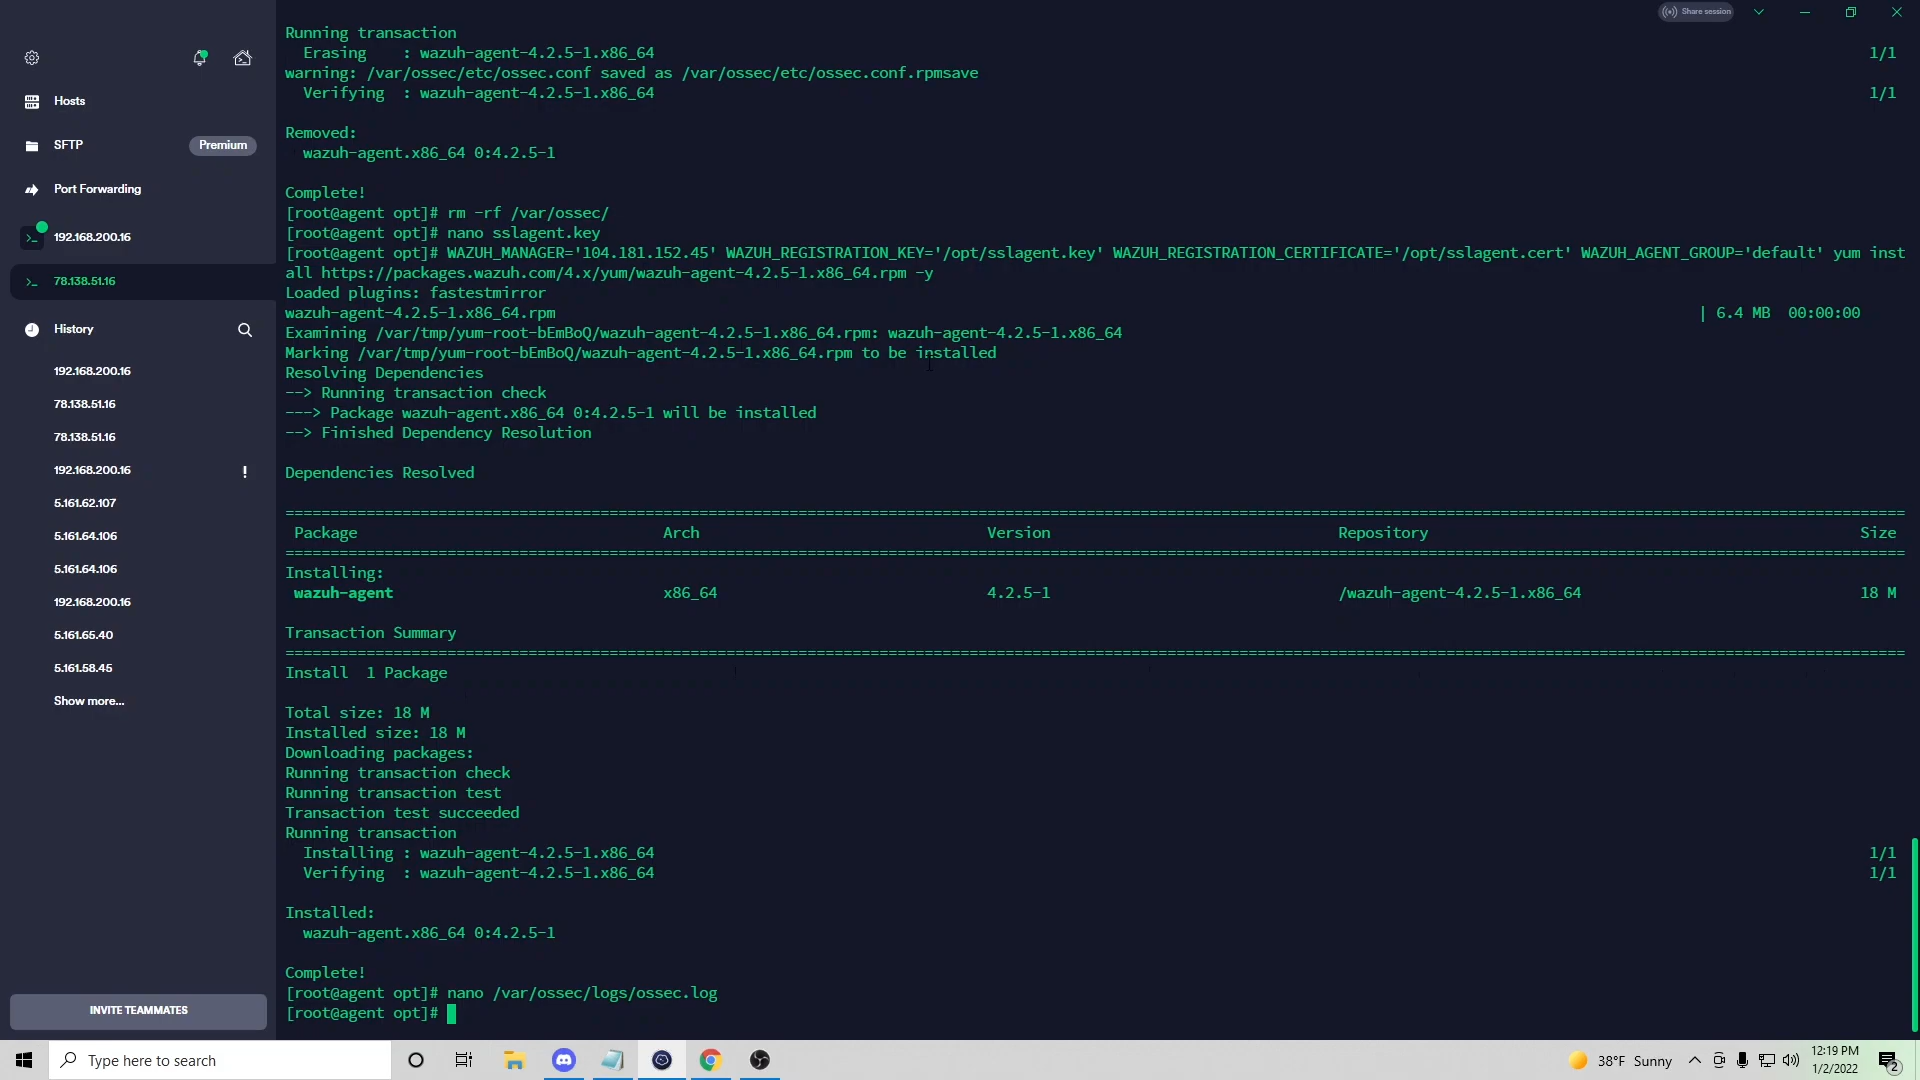 Share session
Hosts
SFTP Premium
Port Forwarding
192.168.200.16
78.138.51.16
History
192.168.200.16
78.138.51.16
78.138.51.16
192.168.200.16 !
5.161.62.107
5.161.64.106
5.161.64.106
192.168.200.16
5.161.65.40
5.161.58.45
Show more...
INVITE TEAMMATES
Running transaction
Erasing : wazuh-agent-4.2.5-1.x86_64 1/1
warning: /var/ossec/etc/ossec.conf saved as /var/ossec/etc/ossec.conf.rpmsave
Verifying : wazuh-agent-4.2.5-1.x86_64 1/1
Removed:
wazuh-agent.x86_64 0:4.2.5-1
Complete!
[root@agent opt]# rm -rf /var/ossec/
[root@agent opt]# nano sslagent.key
[root@agent opt]# WAZUH_MANAGER='104.181.152.45' WAZUH_REGISTRATION_KEY='/opt/sslagent.key' WAZUH_REGISTRATION_CERTIFICATE='/opt/sslagent.cert' WAZUH_AGENT_GROUP='default' yum inst
all https://packages.wazuh.com/4.x/yum/wazuh-agent-4.2.5-1.x86_64.rpm -y
Loaded plugins: fastestmirror
wazuh-agent-4.2.5-1.x86_64.rpm | 6.4 MB 00:00:00
Examining /var/tmp/yum-root-bEmBoQ/wazuh-agent-4.2.5-1.x86_64.rpm: wazuh-agent-4.2.5-1.x86_64
Marking /var/tmp/yum-root-bEmBoQ/wazuh-agent-4.2.5-1.x86_64.rpm to be installed
Resolving Dependencies
--> Running transaction check
---> Package wazuh-agent.x86_64 0:4.2.5-1 will be installed
--> Finished Dependency Resolution
Dependencies Resolved
================================================================================
Package Arch Version Repository Size
================================================================================
Installing:
wazuh-agent x86_64 4.2.5-1 /wazuh-agent-4.2.5-1.x86_64 18 M
Transaction Summary
================================================================================
Install 1 Package
Total size: 18 M
Installed size: 18 M
Downloading packages:
Running transaction check
Running transaction test
Transaction test succeeded
Running transaction
Installing : wazuh-agent-4.2.5-1.x86_64 1/1
Verifying : wazuh-agent-4.2.5-1.x86_64 1/1
Installed:
wazuh-agent.x86_64 0:4.2.5-1
Complete!
[root@agent opt]# nano /var/ossec/logs/ossec.log
[root@agent opt]#
Type here to search
38°F Sunny
12:19 PM
1/2/2022
2